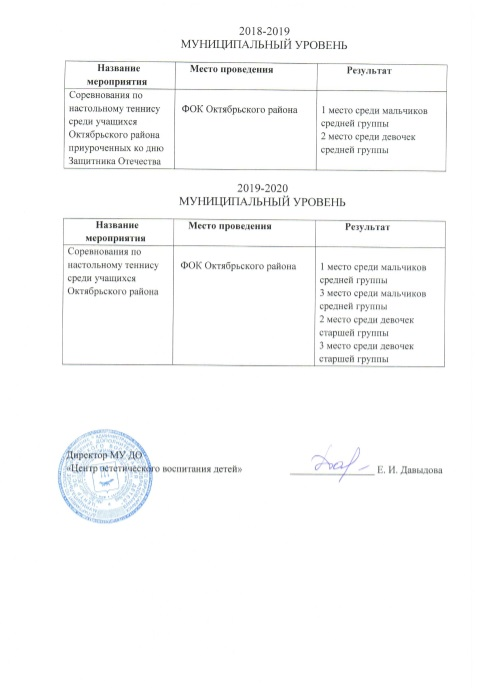 2018-2019
МУНИЦИПАЛЬНЫЙ УРОВЕНЬ
Название мероприятия
Место проведения
Результат
Соревнования по
настольному теннису
среди учащихся
Октябрьского района
приуроченных ко дню
Защитника Отечества
ФОК Октябрьского района
1 место среди мальчиков
средней группы
2 место среди девочек
средней группы
2019-2020
МУНИЦИПАЛЬНЫЙ УРОВЕНЬ
Название
мероприятия
Место проведения
Результат
Соревнования по
настольному теннису
среди учащихся
Октябрьского района
ФОК Октябрьского района
1 место среди мальчиков
средней группы
3 место среди мальчиков
средней группы
2 место среди девочек
старшей группы
3 место среди девочек
старшей группы
Директор МУ ДО
«Центр эстетического воспитания детей»
Е. И. Давыдова